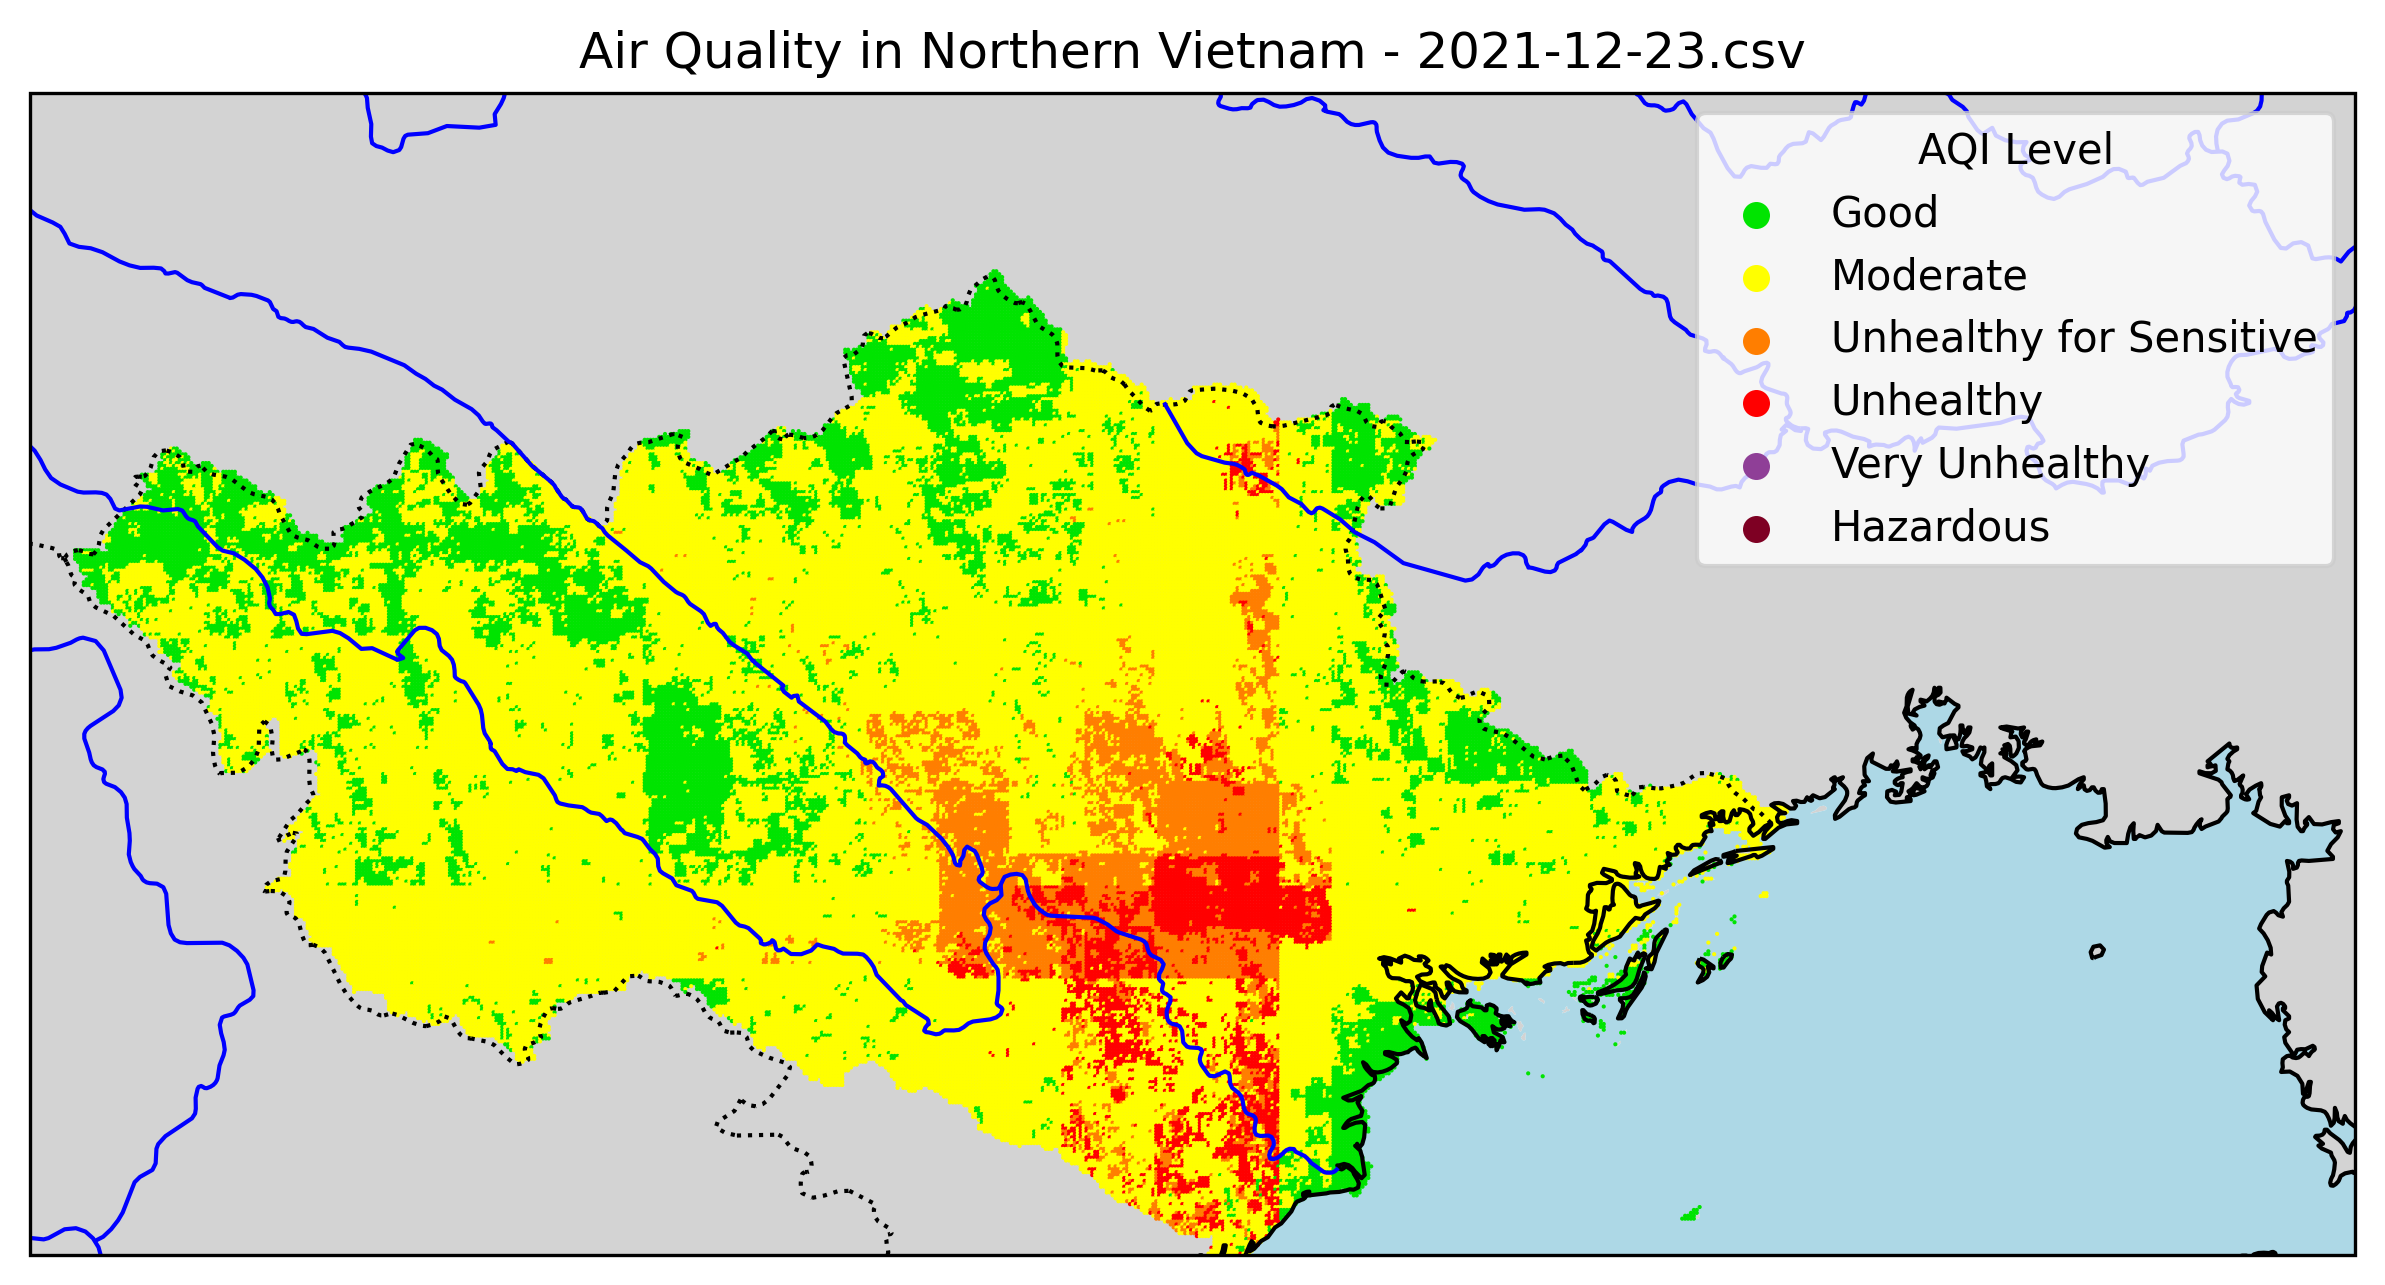 Air Quality in Northern Vietnam - 2021-12-23.csv
AQI Level
Good
Moderate
Unhealthy for Sensitive
Unhealthy
Very Unhealthy
Hazardous